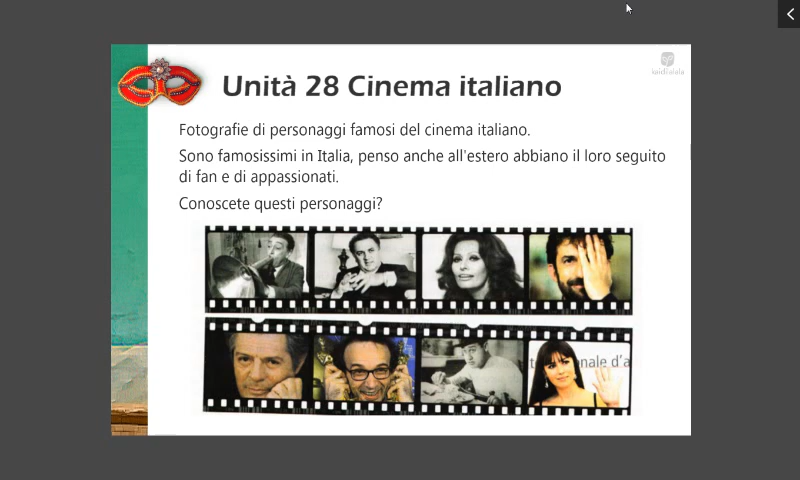 Unità 28 Cinema italiano
Fotografie di personaggi famosi del cinema italiano.
Sono famosissimi in Italia, penso anche all'estero abbiano il loro seguito
di fan e di appassionati.
Conoscete questi personaggi?
nale d'a